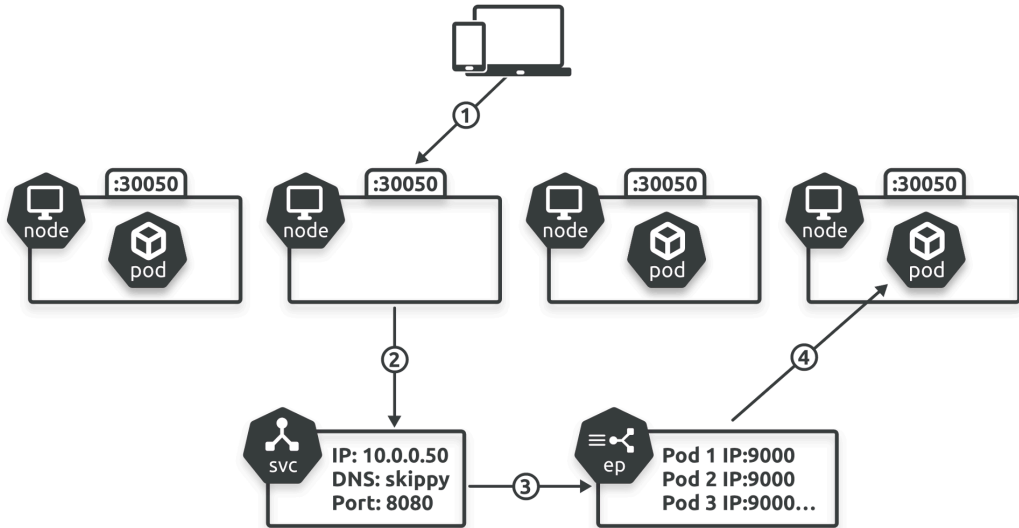 1
:30050
:30050
:30050
:30050
node
node
node
node
pod
pod
pod
2
4
svc
IP: 10.0.0.50
DNS: skippy
Port: 8080
3
ep
Pod 1 IP:9000
Pod 2 IP:9000
Pod 3 IP:9000...